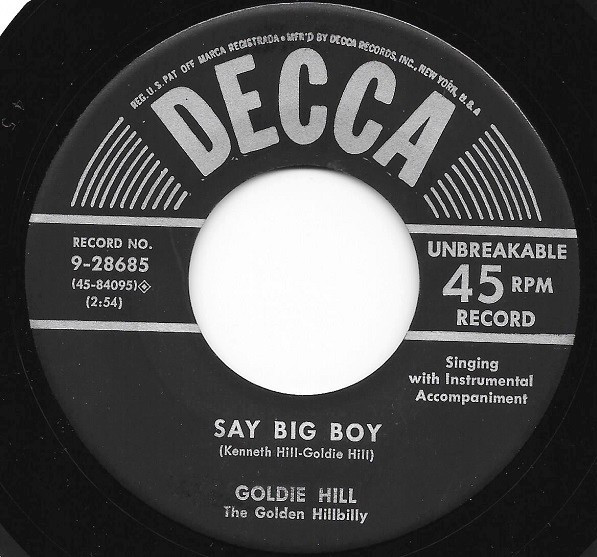 REG. U.S. PAT OFF MARCA REGISTRADA • MFR'D BY DECCA RECORDS, INC., NEW YORK, U.S.A
DECCA
RECORD NO.
9-28685
(45-84095)
(2:54)
UNBREAKABLE
45 RPM
RECORD
Singing
with Instrumental
Accompaniment
SAY BIG BOY
(Kenneth Hill-Goldie Hill)
GOLDIE HILL
The Golden Hillbilly